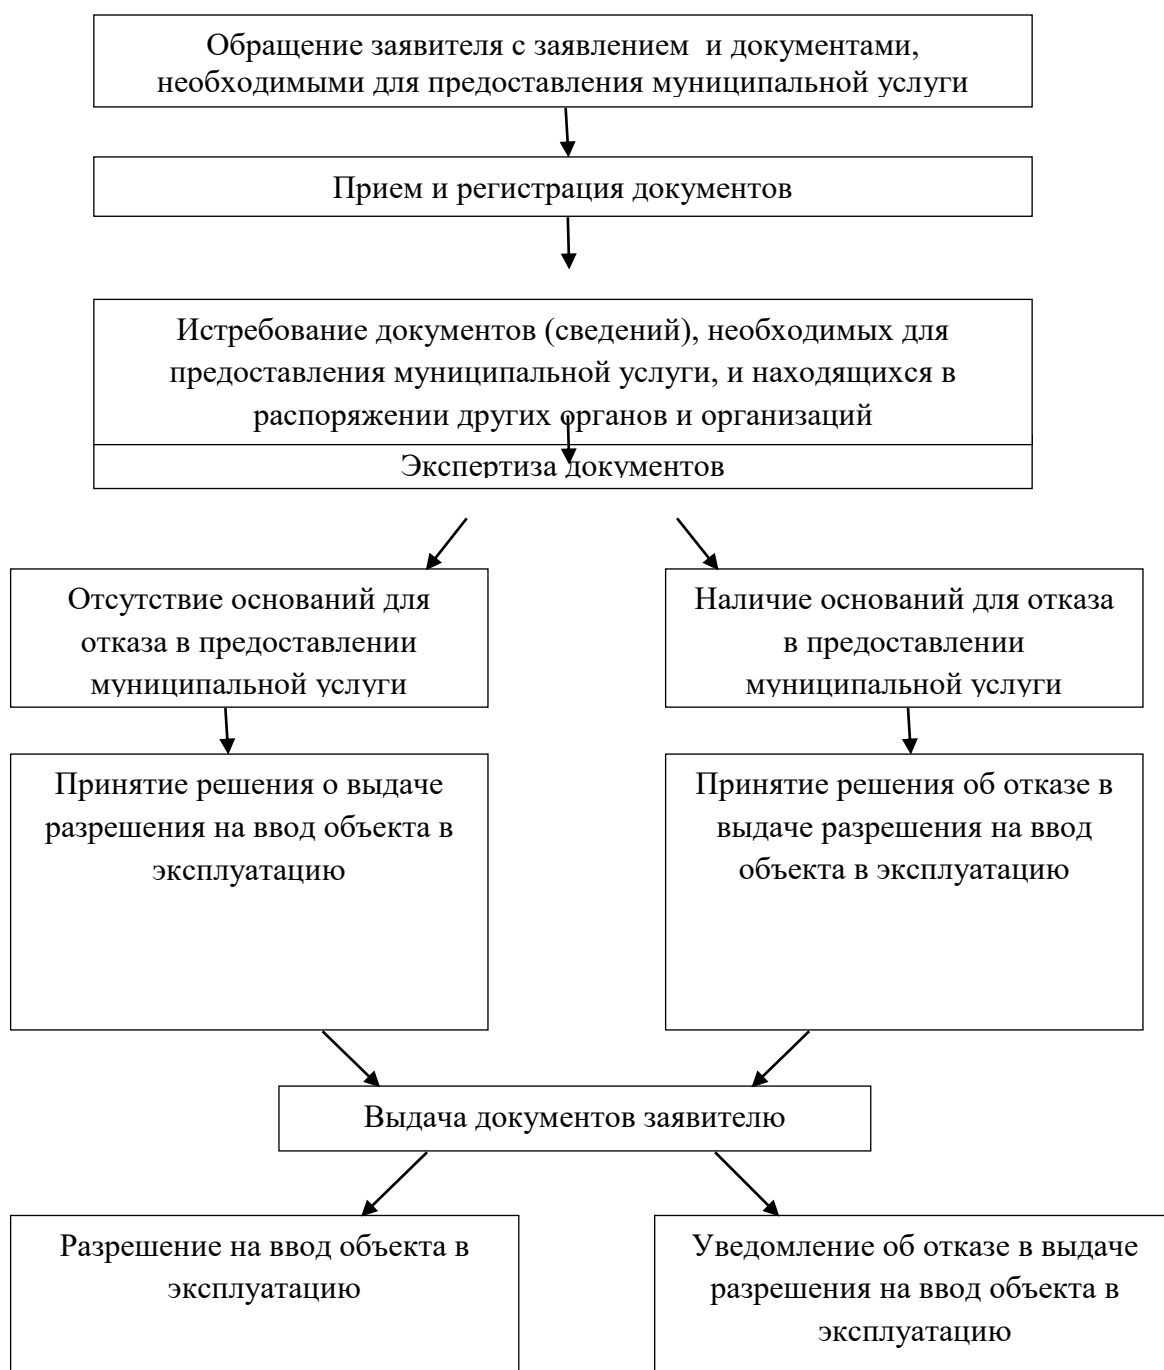 Обращение заявителя с заявлением  и документами,
необходимыми для предоставления муниципальной услуги
Прием и регистрация документов
Истребование документов (сведений), необходимых для
предоставления муниципальной услуги, и находящихся в
распоряжении других органов и организаций
Экспертиза документов
Отсутствие оснований для
отказа в предоставлении
муниципальной услуги
Наличие оснований для отказа
в предоставлении
муниципальной услуги
Принятие решения о выдаче
разрешения на ввод объекта в
эксплуатацию
Принятие решения об отказе в
выдаче разрешения на ввод
объекта в эксплуатацию
Выдача документов заявителю
Разрешение на ввод объекта в
эксплуатацию
Уведомление об отказе в выдаче
разрешения на ввод объекта в
эксплуатацию